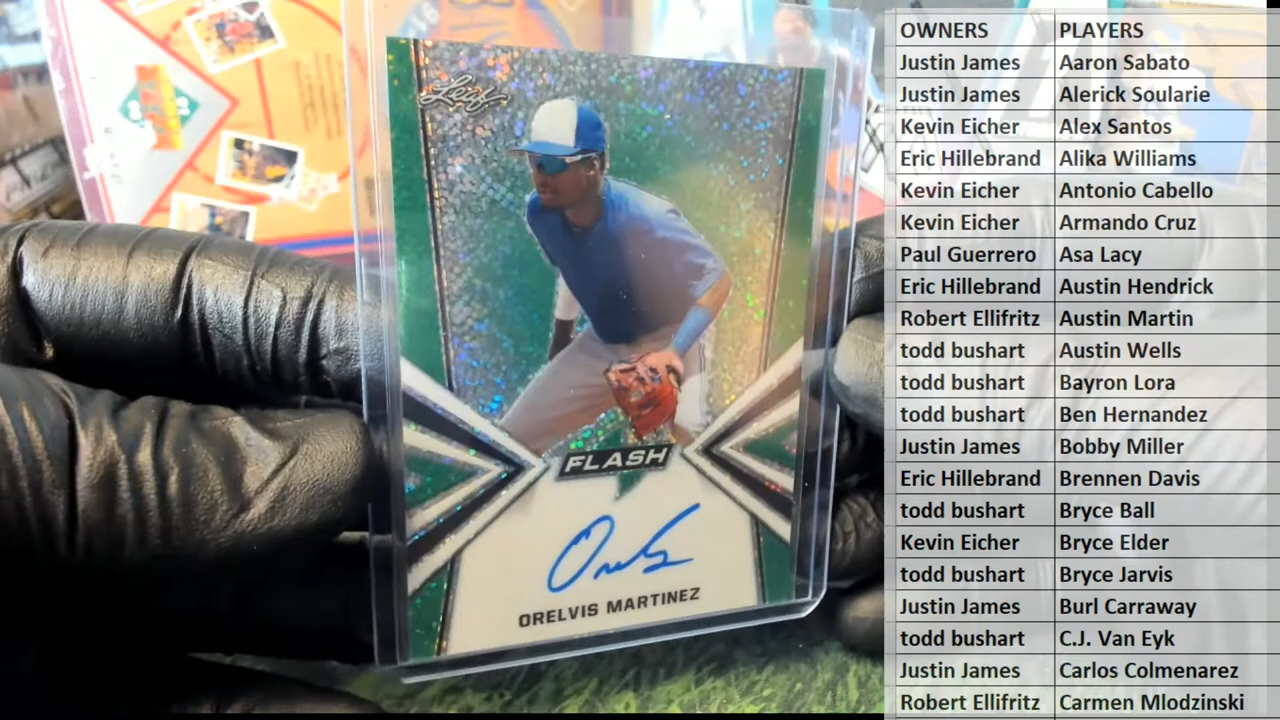 Leaf
FLASH
Orelvis
ORELVIS MARTINEZ
OWNERS PLAYERS
Justin James Aaron Sabato
Justin James Alerick Soularie
Kevin Eicher Alex Santos
Eric Hillebrand Alika Williams
Kevin Eicher Antonio Cabello
Kevin Eicher Armando Cruz
Paul Guerrero Asa Lacy
Eric Hillebrand Austin Hendrick
Robert Ellifritz Austin Martin
todd bushart Austin Wells
todd bushart Bayron Lora
todd bushart Ben Hernandez
Justin James Bobby Miller
Eric Hillebrand Brennen Davis
todd bushart Bryce Ball
Kevin Eicher Bryce Elder
todd bushart Bryce Jarvis
Justin James Burl Carraway
todd bushart C.J. Van Eyk
Justin James Carlos Colmenarez
Robert Ellifritz Carmen Mlodzinski